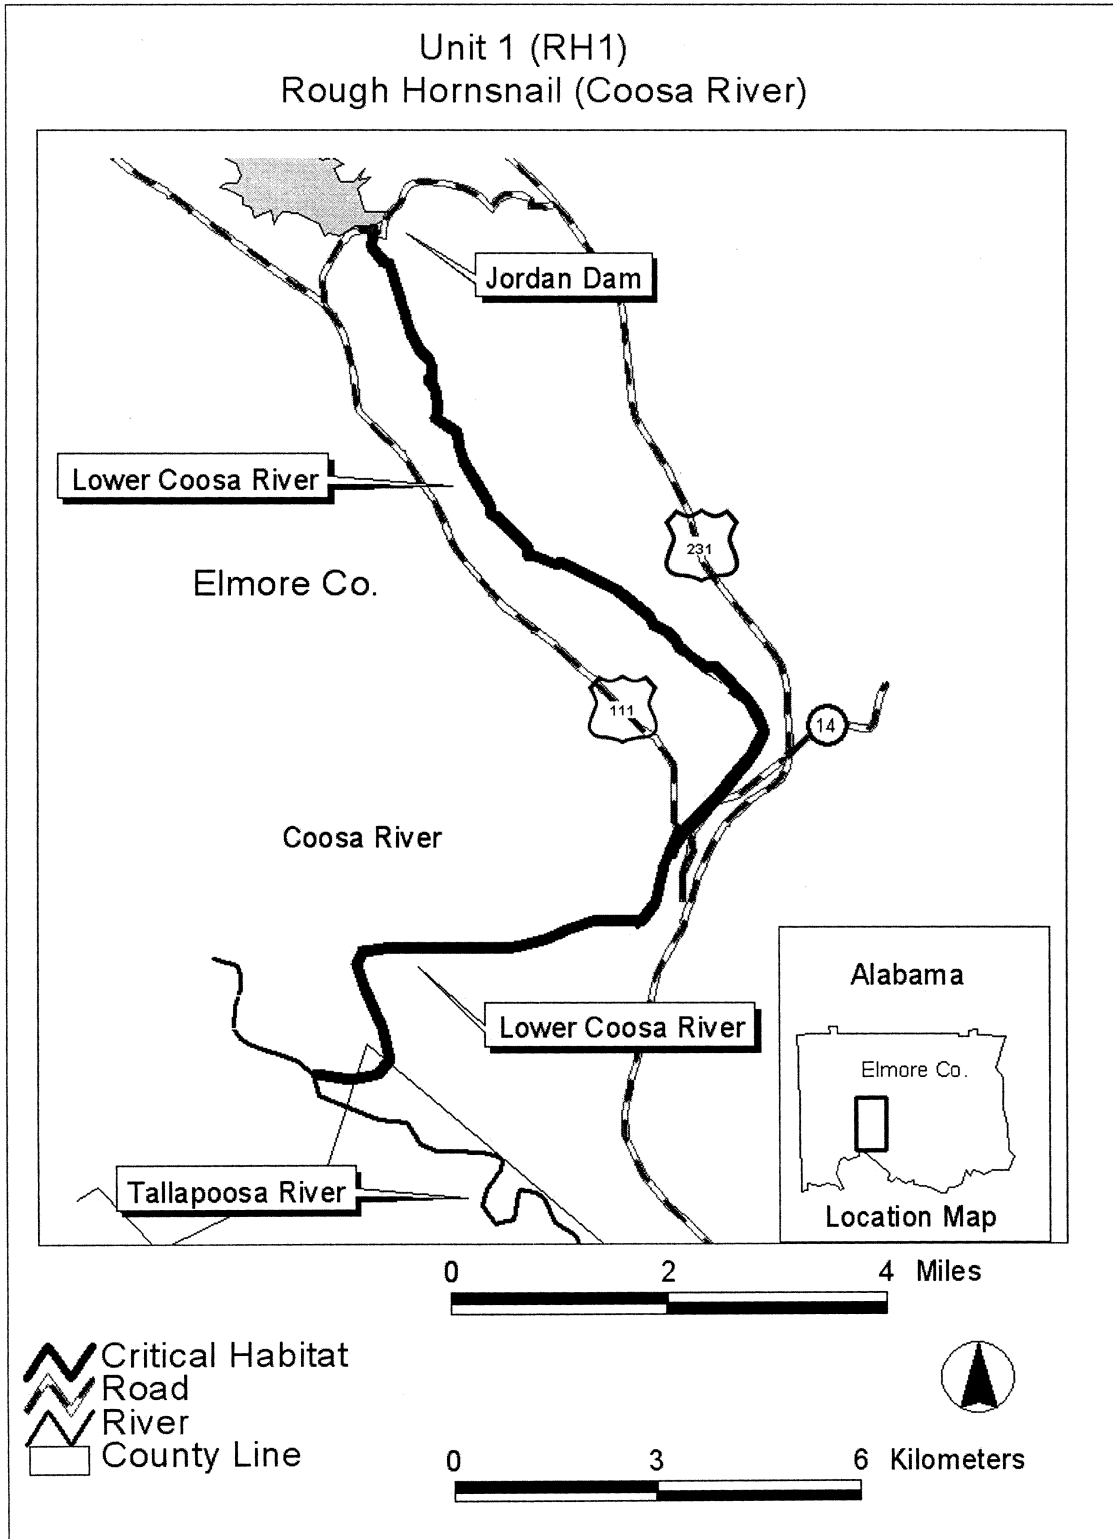 Unit 1 (RH1)
Rough Hornsnail (Coosa River)
Jordan Dam
Lower Coosa River
231
Elmore Co.
111
14
Coosa River
Alabama
Lower Coosa River
Elmore Co.
Tallapoosa River
Location Map
0 2 4 Miles
Critical Habitat
Road
River
County Line
0 3 6 Kilometers